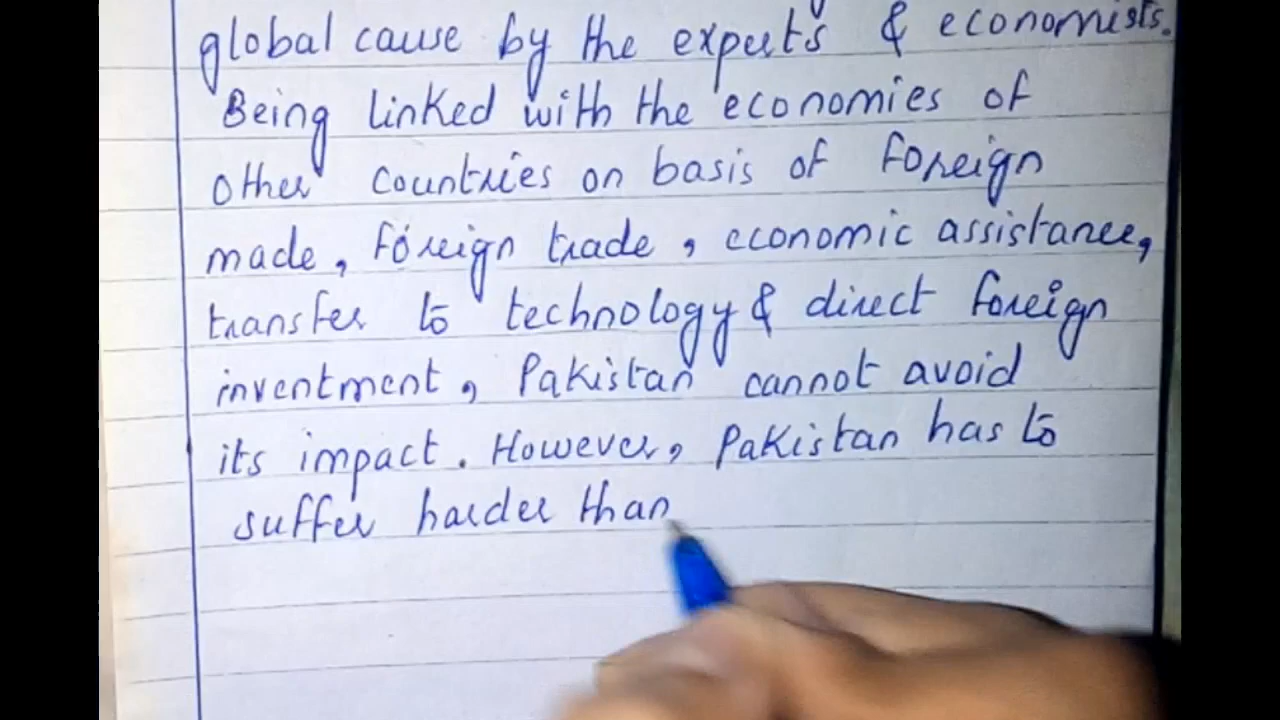 global cause by the experts & economists.
Being linked with the economies of
other countries on basis of foreign
made, foreign trade, economic assistance,
transfer to technology & direct foreign
inventment, Pakistan cannot avoid
its impact. However, Pakistan has to
suffer harder than